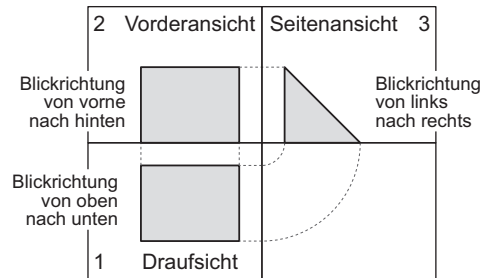 2 Vorderansicht
Seitenansicht 3
Blickrichtung
von vorne
nach hinten
Blickrichtung
von links
nach rechts
Blickrichtung
von oben
nach unten
1 Draufsicht